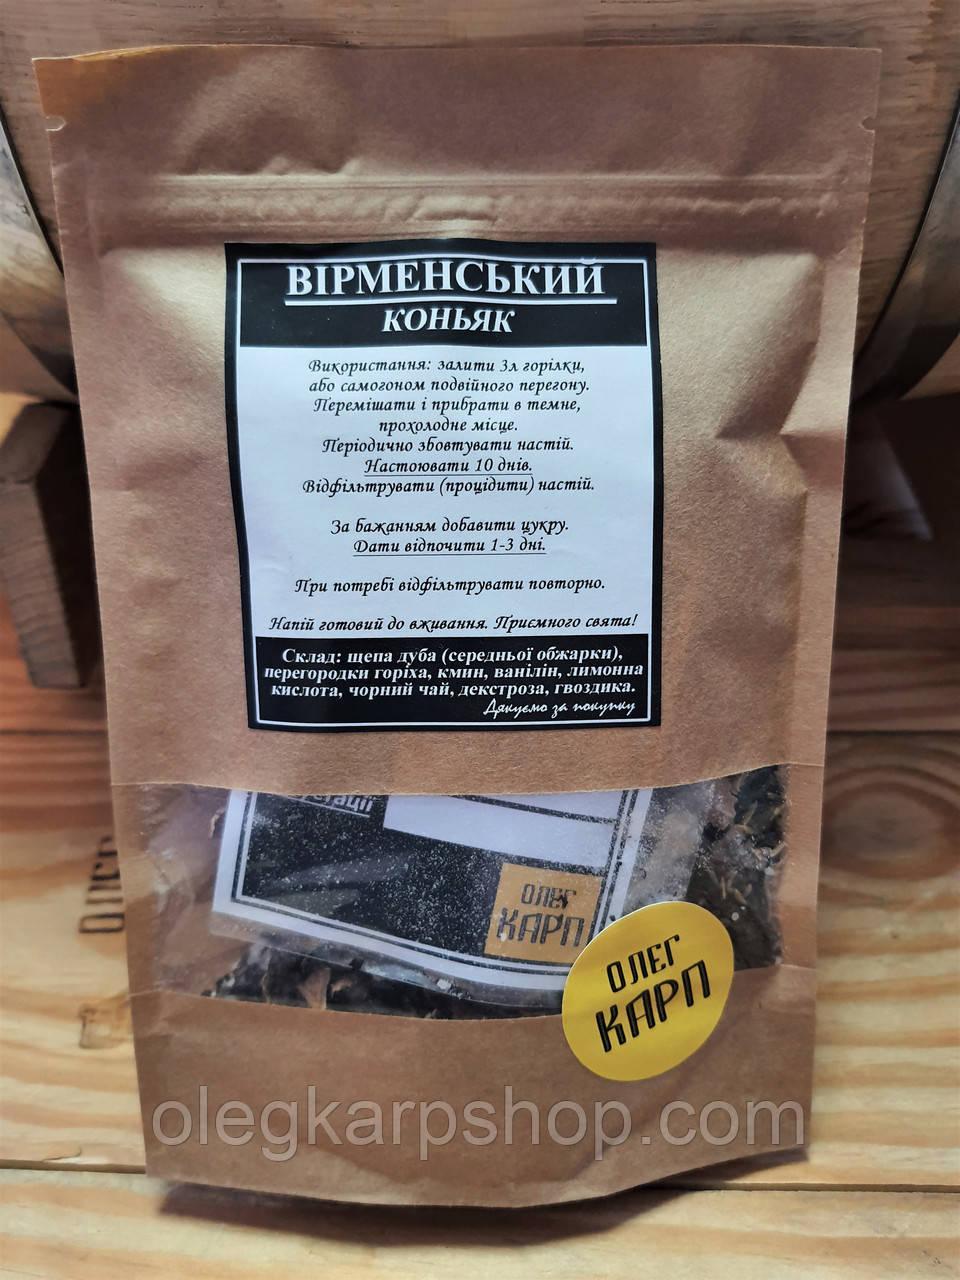 ВІРМЕНСЬКИЙ
КОНЬЯК
Використання: залити 3л горілки,
або самогоном подвійного перегону.
Перемішати і прибрати в темне,
прохолодне місце.
Періодично збовтувати настій.
Настоювати 10 днів.
Відфільтрувати (процідити) настій.
За бажанням добавити цукру.
Дати відпочити 1-3 дні.
При потребі відфільтрувати повторно.
Напій готовий до вживання. Приємного свята!
Склад: щепа дуба (середньої обжарки),
перегородки горіха, кмин, ванілін, лимонна
кислота, чорний чай, декстроза, гвоздика.
Дякуємо за покупку
ОЛЕГ
КАРП
ОЛЕГ
КАРП
ОЛЕГ
olegkarpshop.com